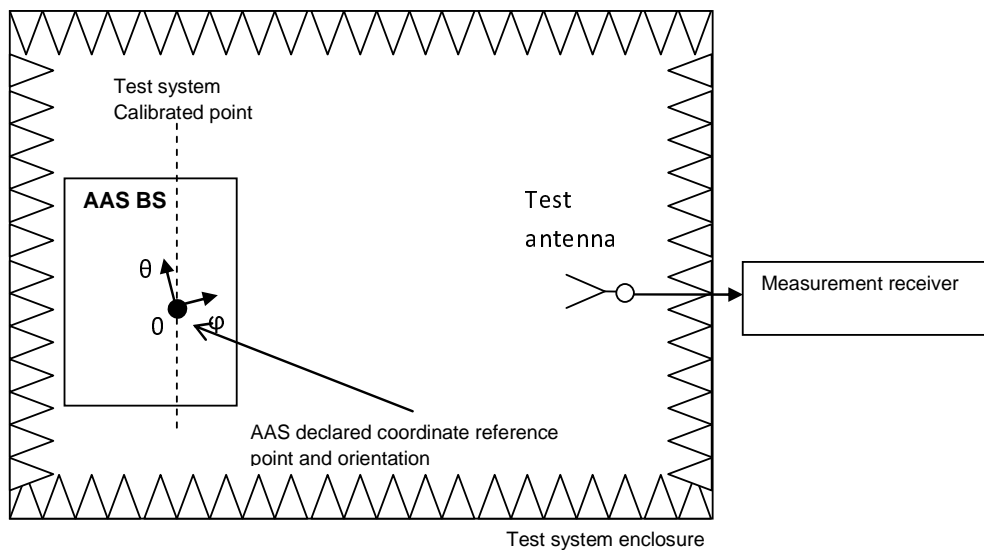 Test system
Calibrated point
AAS BS
Test
antenna
θ
0
φ
Measurement receiver
AAS declared coordinate reference
point and orientation
Test system enclosure